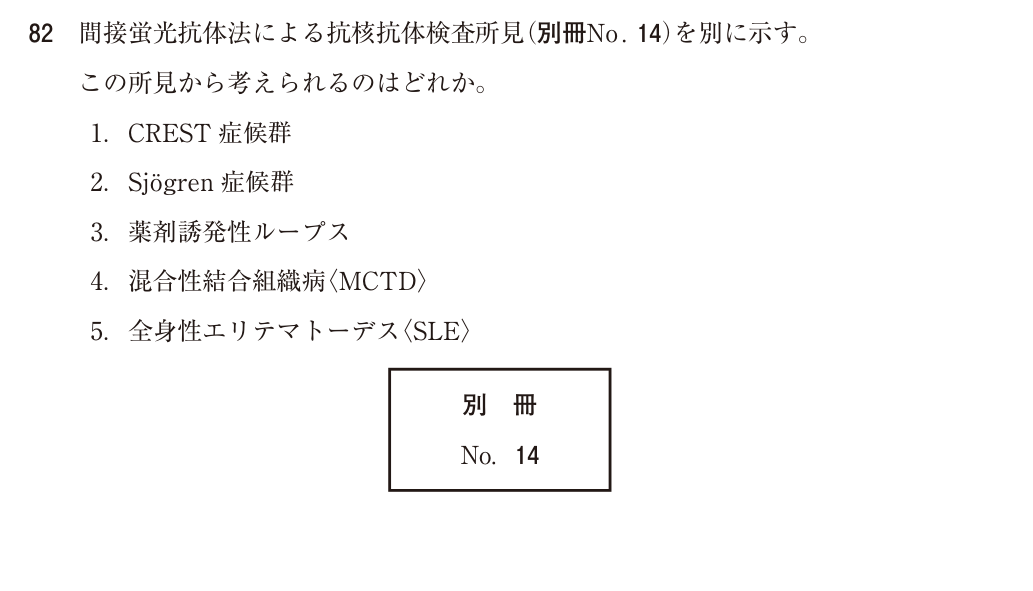 82 間接蛍光抗体法による抗核抗体検査所見(別冊No. 14)を別に示す。
この所見から考えられるのはどれか。
1. CREST 症候群
2. Sjögren 症候群
3. 薬剤誘発性ループス
4. 混合性結合組織病〈MCTD〉
5. 全身性エリテマトーデス〈SLE〉
別 冊
No. 14